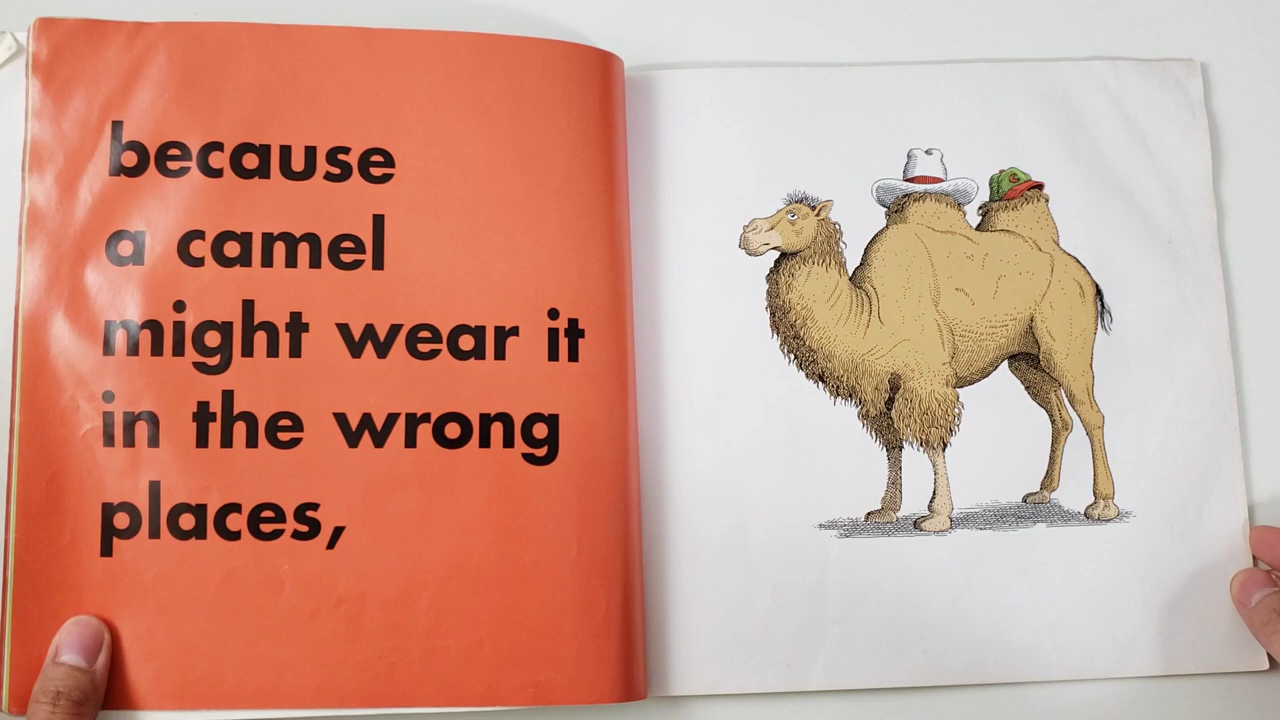 because
a camel
might wear it
in the wrong
places,